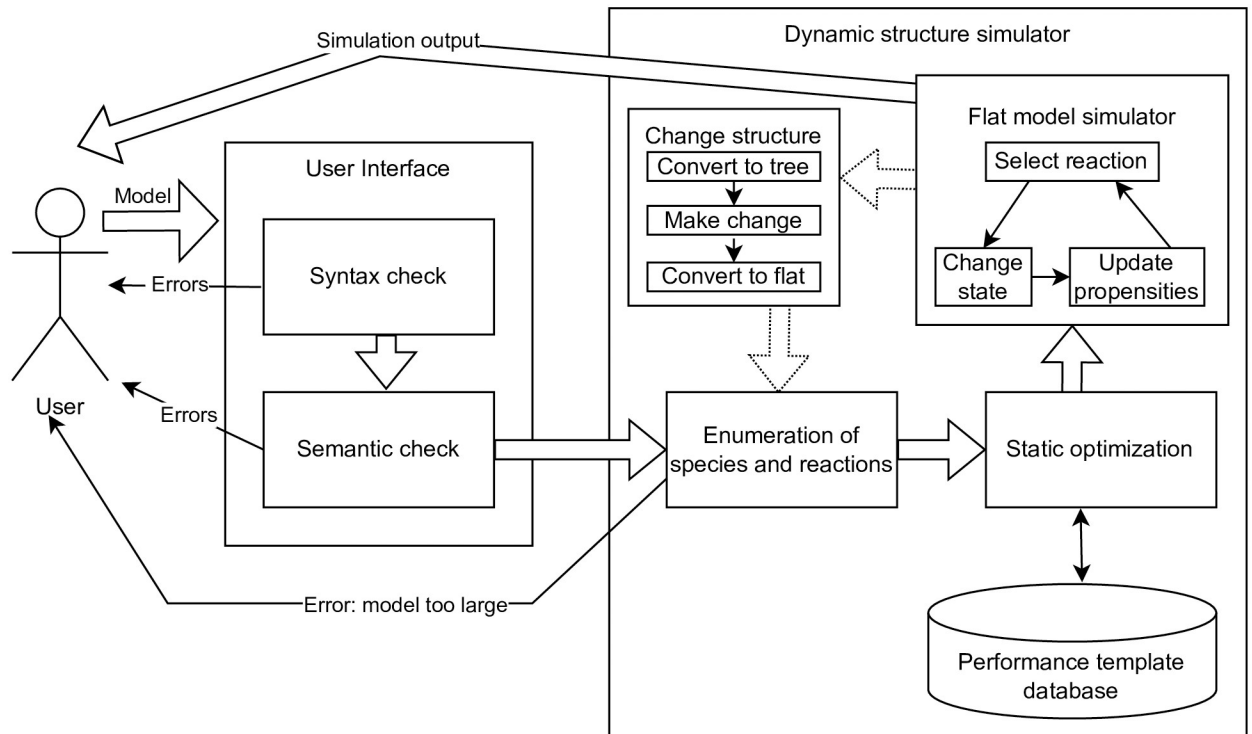 Simulation output
Dynamic structure simulator
Change structure
Convert to tree
Make change
Convert to flat
Flat model simulator
Select reaction
Change
state
Update
propensities
User Interface
Model
Syntax check
Errors
Semantic check
Errors
User
Enumeration of
species and reactions
Static optimization
Error: model too large
Performance template
database